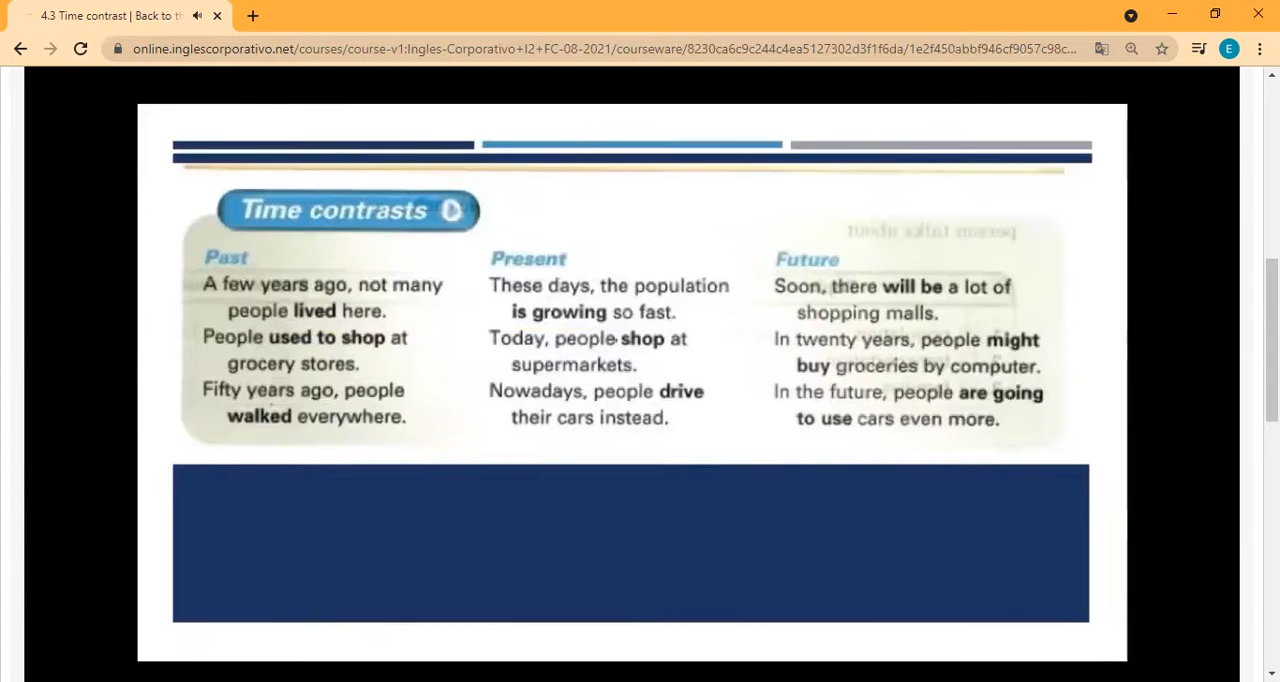 4.3 Time contrast | Back to t
online.inglescorporativo.net/courses/course-v1:Ingles-Corporativo+I2+FC-08-2021/courseware/8230ca6c9c244c4ea5127302d3f1f6da/1e2f450abbf946cf9057c98c...
E
Time contrasts
Past
A few years ago, not many
people lived here.
People used to shop at
grocery stores.
Fifty years ago, people
walked everywhere.
Present
These days, the population
is growing so fast.
Today, people shop at
supermarkets.
Nowadays, people drive
their cars instead.
person talks about
Future
Soon, there will be a lot of
shopping malls.
In twenty years, people might
buy groceries by computer.
In the future, people are going
to use cars even more.